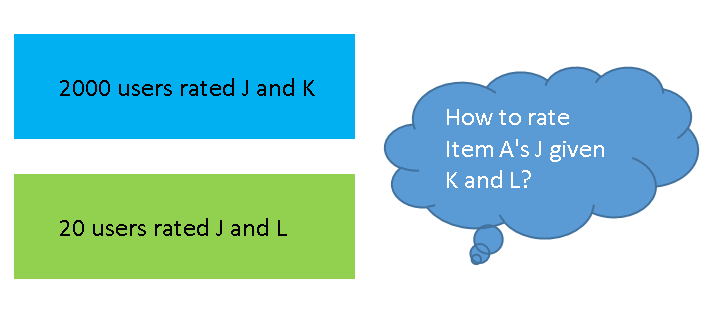 2000 users rated J and K
20 users rated J and L
How to rate
Item A's J given
K and L?